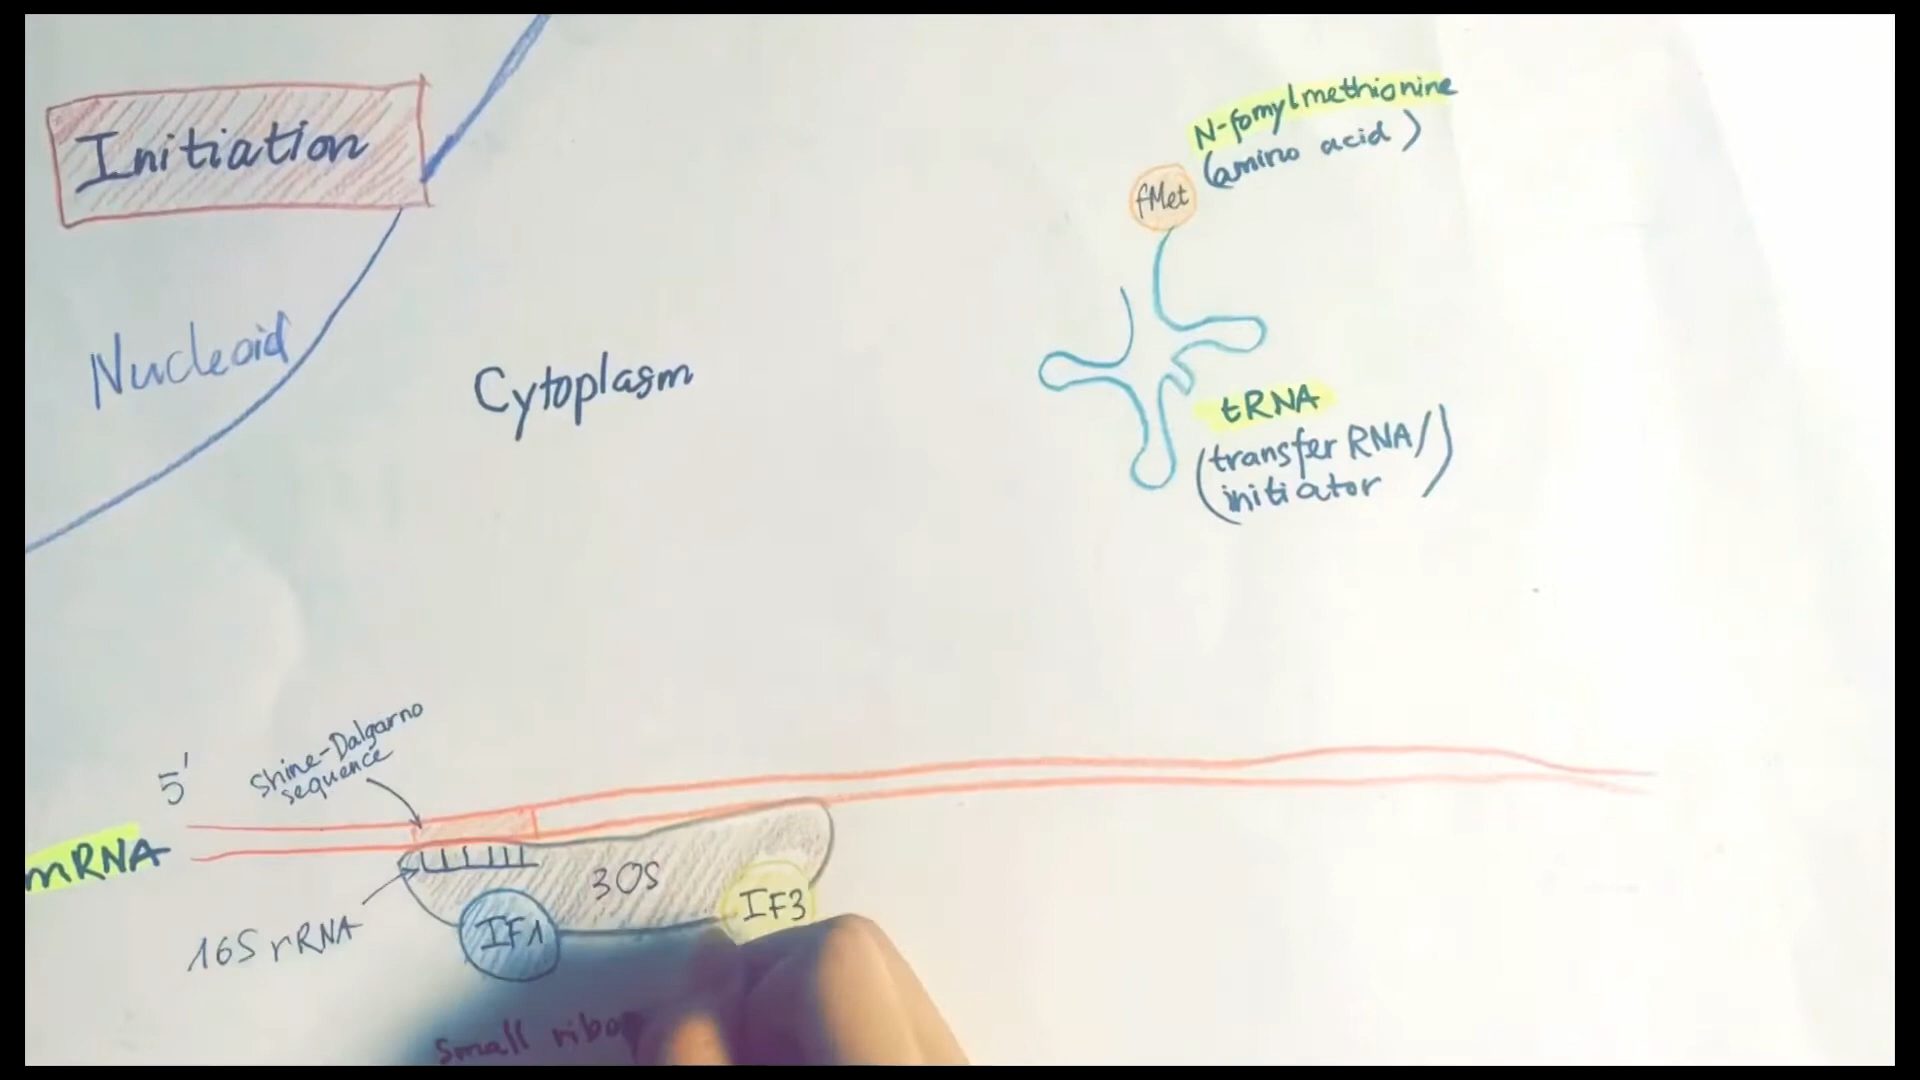 Initiation
Nucleoid
Cytoplasm
N-fomylmethionine
(amino acid)
fMet
tRNA
(transfer RNA/
initiator)
5'
Shine-Dalgarno
sequence
mRNA
30S
IF3
IF1
16S rRNA
small